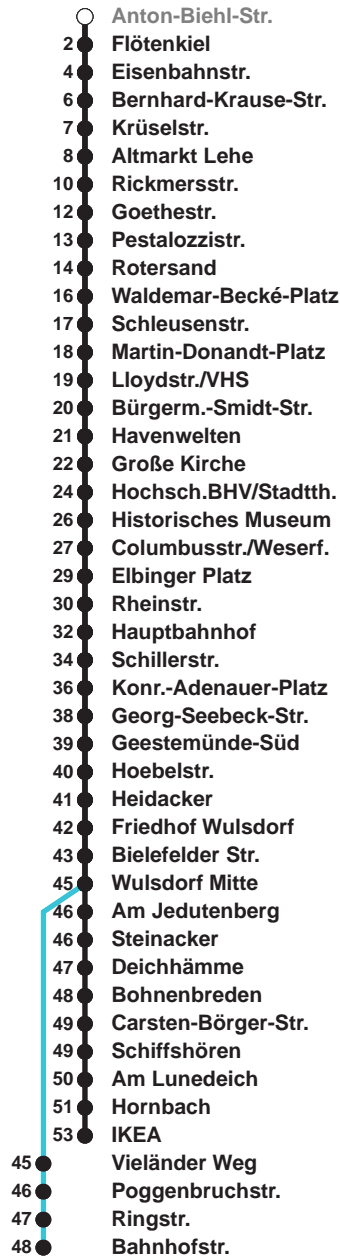 Anton-Biehl-Str.
2 Flötenkiel
4 Eisenbahnstr.
6 Bernhard-Krause-Str.
7 Krüselstr.
8 Altmarkt Lehe
10 Rickmersstr.
12 Goethestr.
13 Pestalozzistr.
14 Rotersand
16 Waldemar-Becké-Platz
17 Schleusenstr.
18 Martin-Donandt-Platz
19 Lloydstr./VHS
20 Bürgerm.-Smidt-Str.
21 Havenwelten
22 Große Kirche
24 Hochsch.BHV/Stadtth.
26 Historisches Museum
27 Columbusstr./Weserf.
29 Elbinger Platz
30 Rheinstr.
32 Hauptbahnhof
34 Schillerstr.
36 Konr.-Adenauer-Platz
38 Georg-Seebeck-Str.
39 Geestemünde-Süd
40 Hoebelstr.
41 Heidacker
42 Friedhof Wulsdorf
43 Bielefelder Str.
45 Wulsdorf Mitte
46 Am Jedutenberg
46 Steinacker
47 Deichhämme
48 Bohnenbreden
49 Carsten-Börger-Str.
49 Schiffshören
50 Am Lunedeich
51 Hornbach
53 IKEA
45 Vieländer Weg
46 Poggenbruchstr.
47 Ringstr.
48 Bahnhofstr.